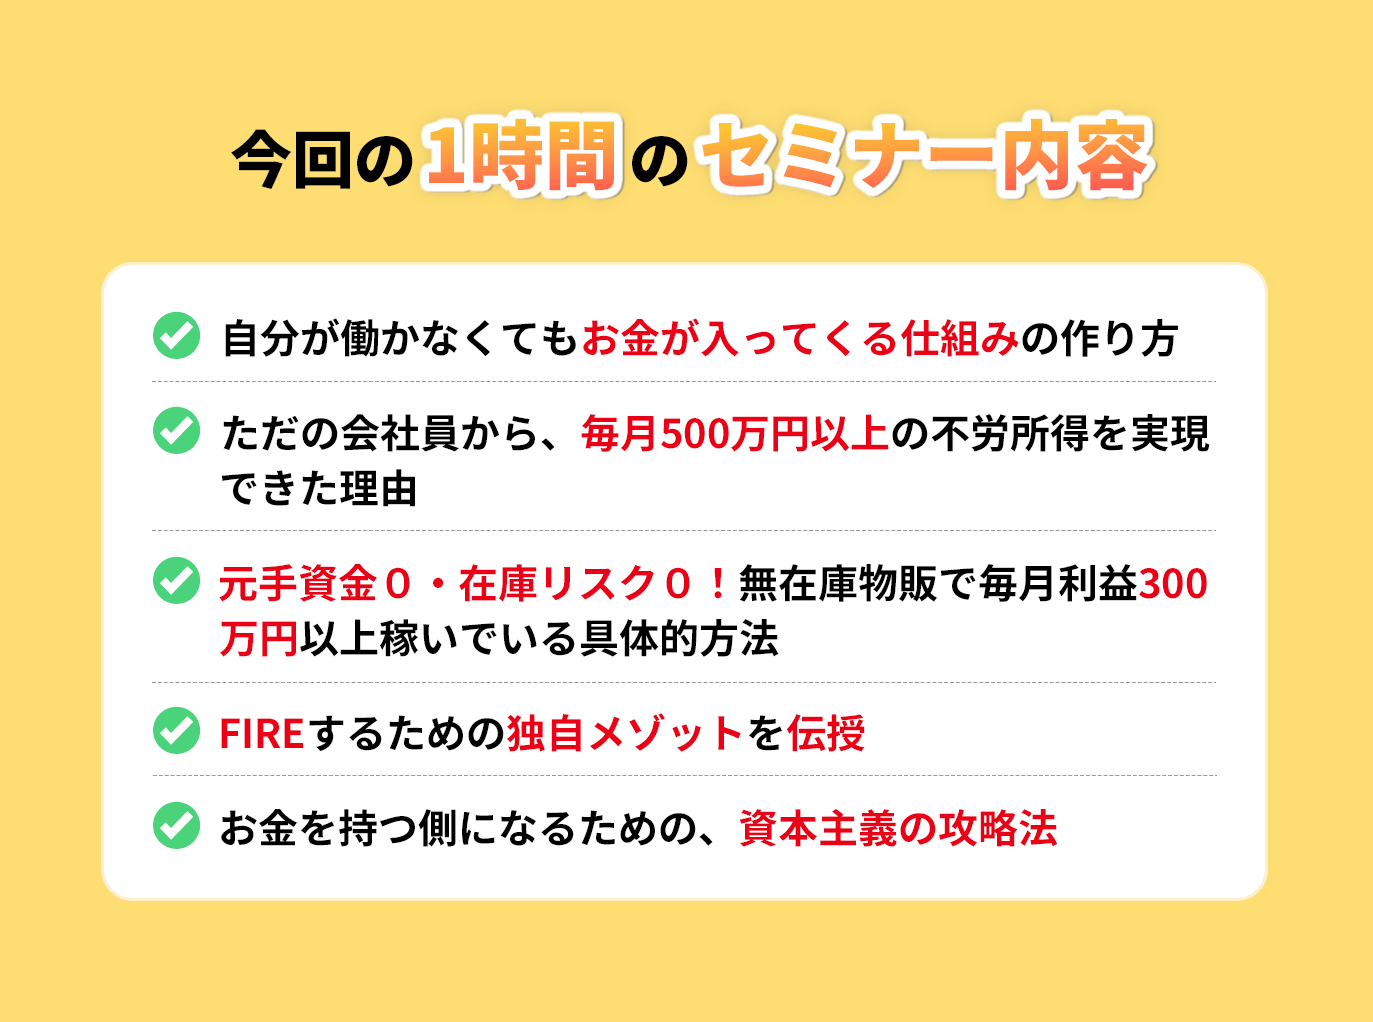 今回の1時間のセミナー内容
自分が働かなくてもお金が入ってくる仕組みの作り方
ただの会社員から、毎月500万円以上の不労所得を実現
できた理由
元手資金０・在庫リスク０！無在庫物販で毎月利益300
万円以上稼いでいる具体的方法
FIREするための独自メゾットを伝授
お金を持つ側になるための、資本主義の攻略法